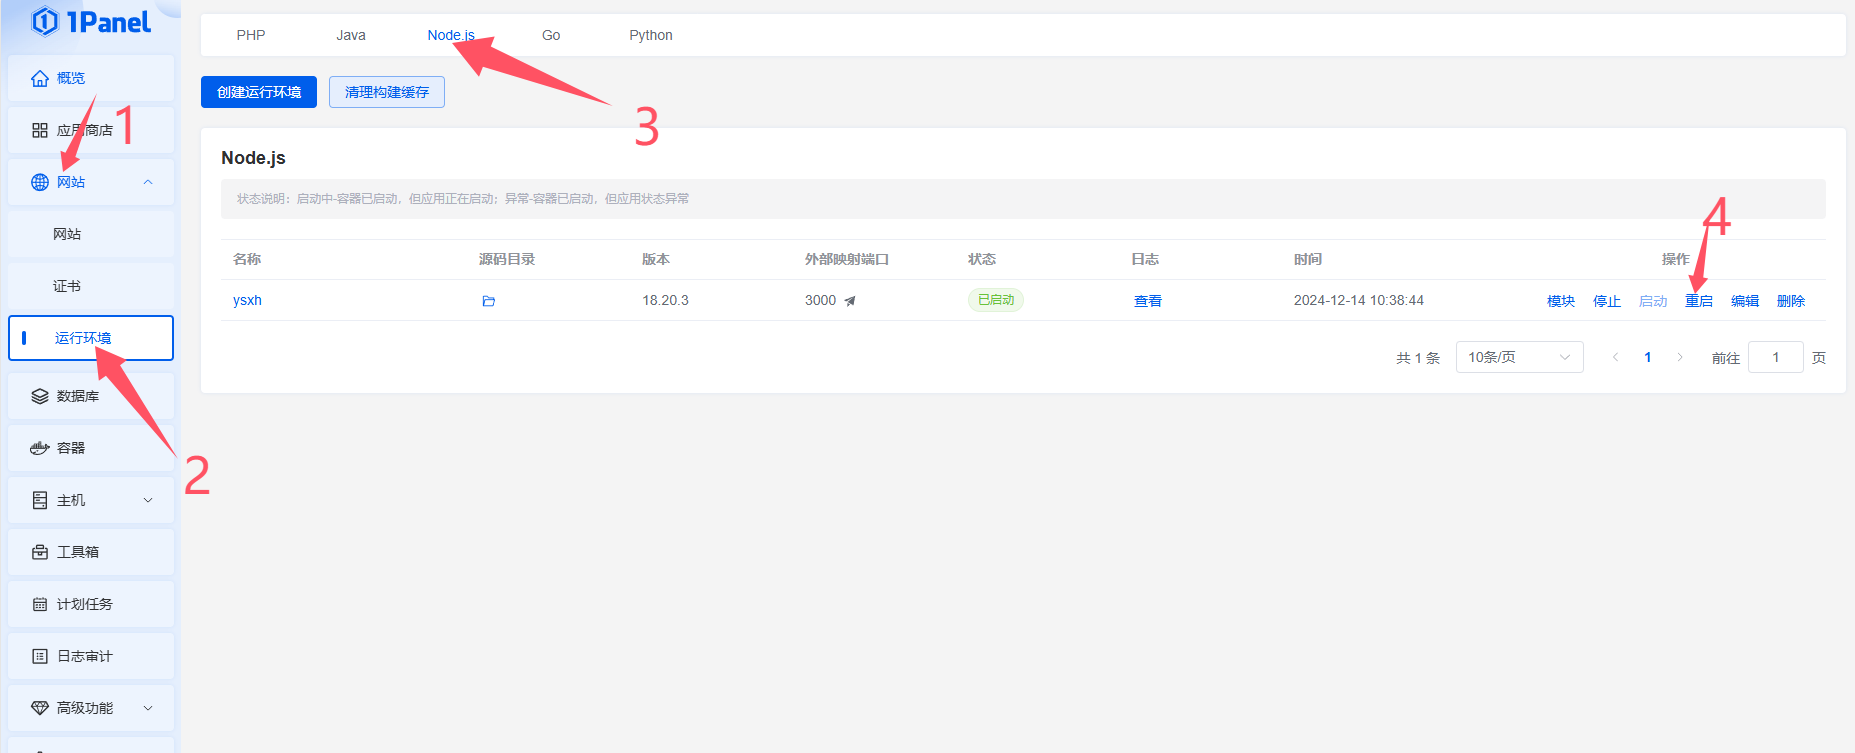 1Panel
概览
应用商店
1
网站
网站
证书
运行环境
2
数据库
容器
主机
工具箱
计划任务
日志审计
高级功能
PHP Java Node.js Go Python
3
创建运行环境 清理构建缓存
Node.js
状态说明：启动中-容器已启动，但应用正在启动；异常-容器已启动，但应用状态异常
4
名称 源码目录 版本 外部映射端口 状态 日志 时间 操作
ysxh 18.20.3 3000 已启动 查看 2024-12-14 10:38:44 模块 停止 启动 重启 编辑 删除
共 1 条 10条/页 1 前往 1 页